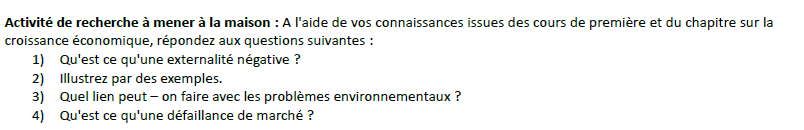 Activité de recherche à mener à la maison : A l'aide de vos connaissances issues des cours de première et du chapitre sur la
croissance économique, répondez aux questions suivantes :
1) Qu'est ce qu'une externalité négative ?
2) Illustrez par des exemples.
3) Quel lien peut – on faire avec les problèmes environnementaux ?
4) Qu'est ce qu'une défaillance de marché ?